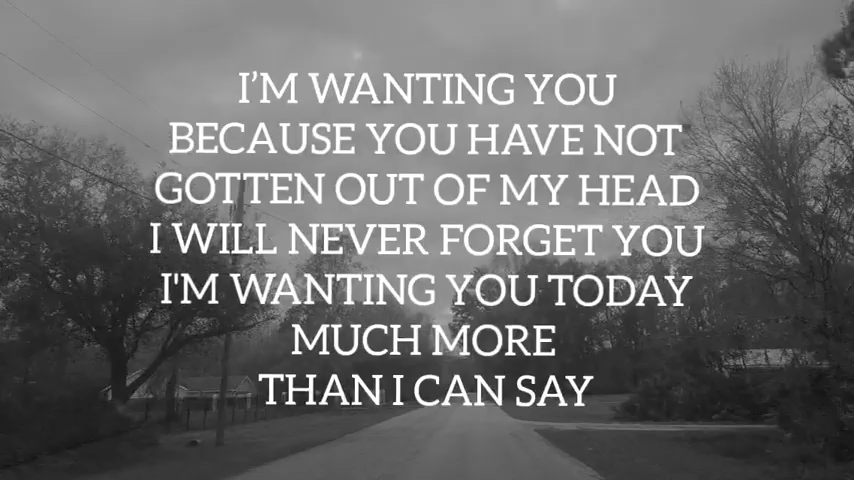 I’M WANTING YOU
BECAUSE YOU HAVE NOT
GOTTEN OUT OF MY HEAD
I WILL NEVER FORGET YOU
I'M WANTING YOU TODAY
MUCH MORE
THAN I CAN SAY